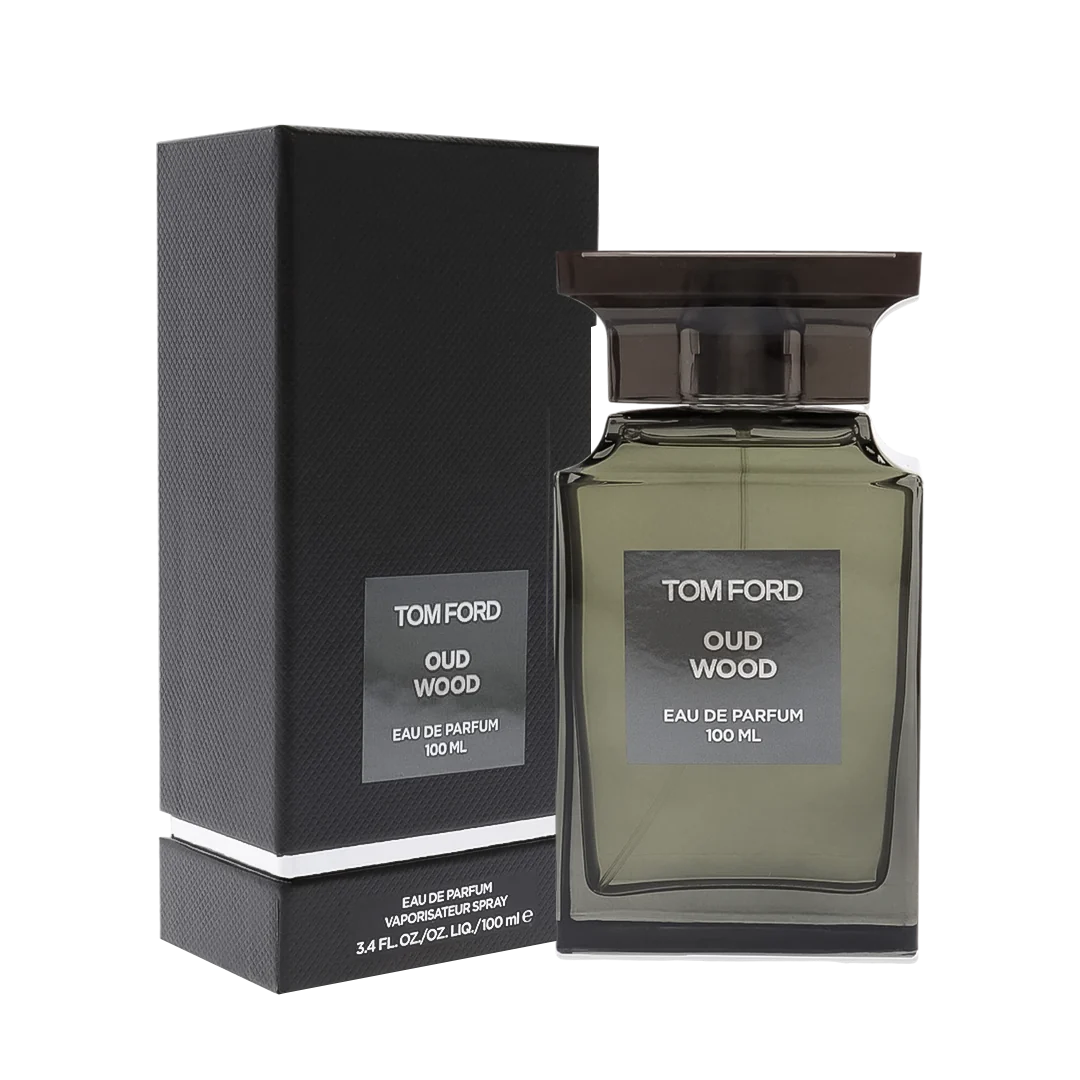 TOM FORD
OUD
WOOD
EAU DE PARFUM
100 ML
EAU DE PARFUM
VAPORISATEUR SPRAY
3.4 FL. OZ./OZ. LIQ./100 ml ℮
TOM FORD
OUD
WOOD
EAU DE PARFUM
100 ML